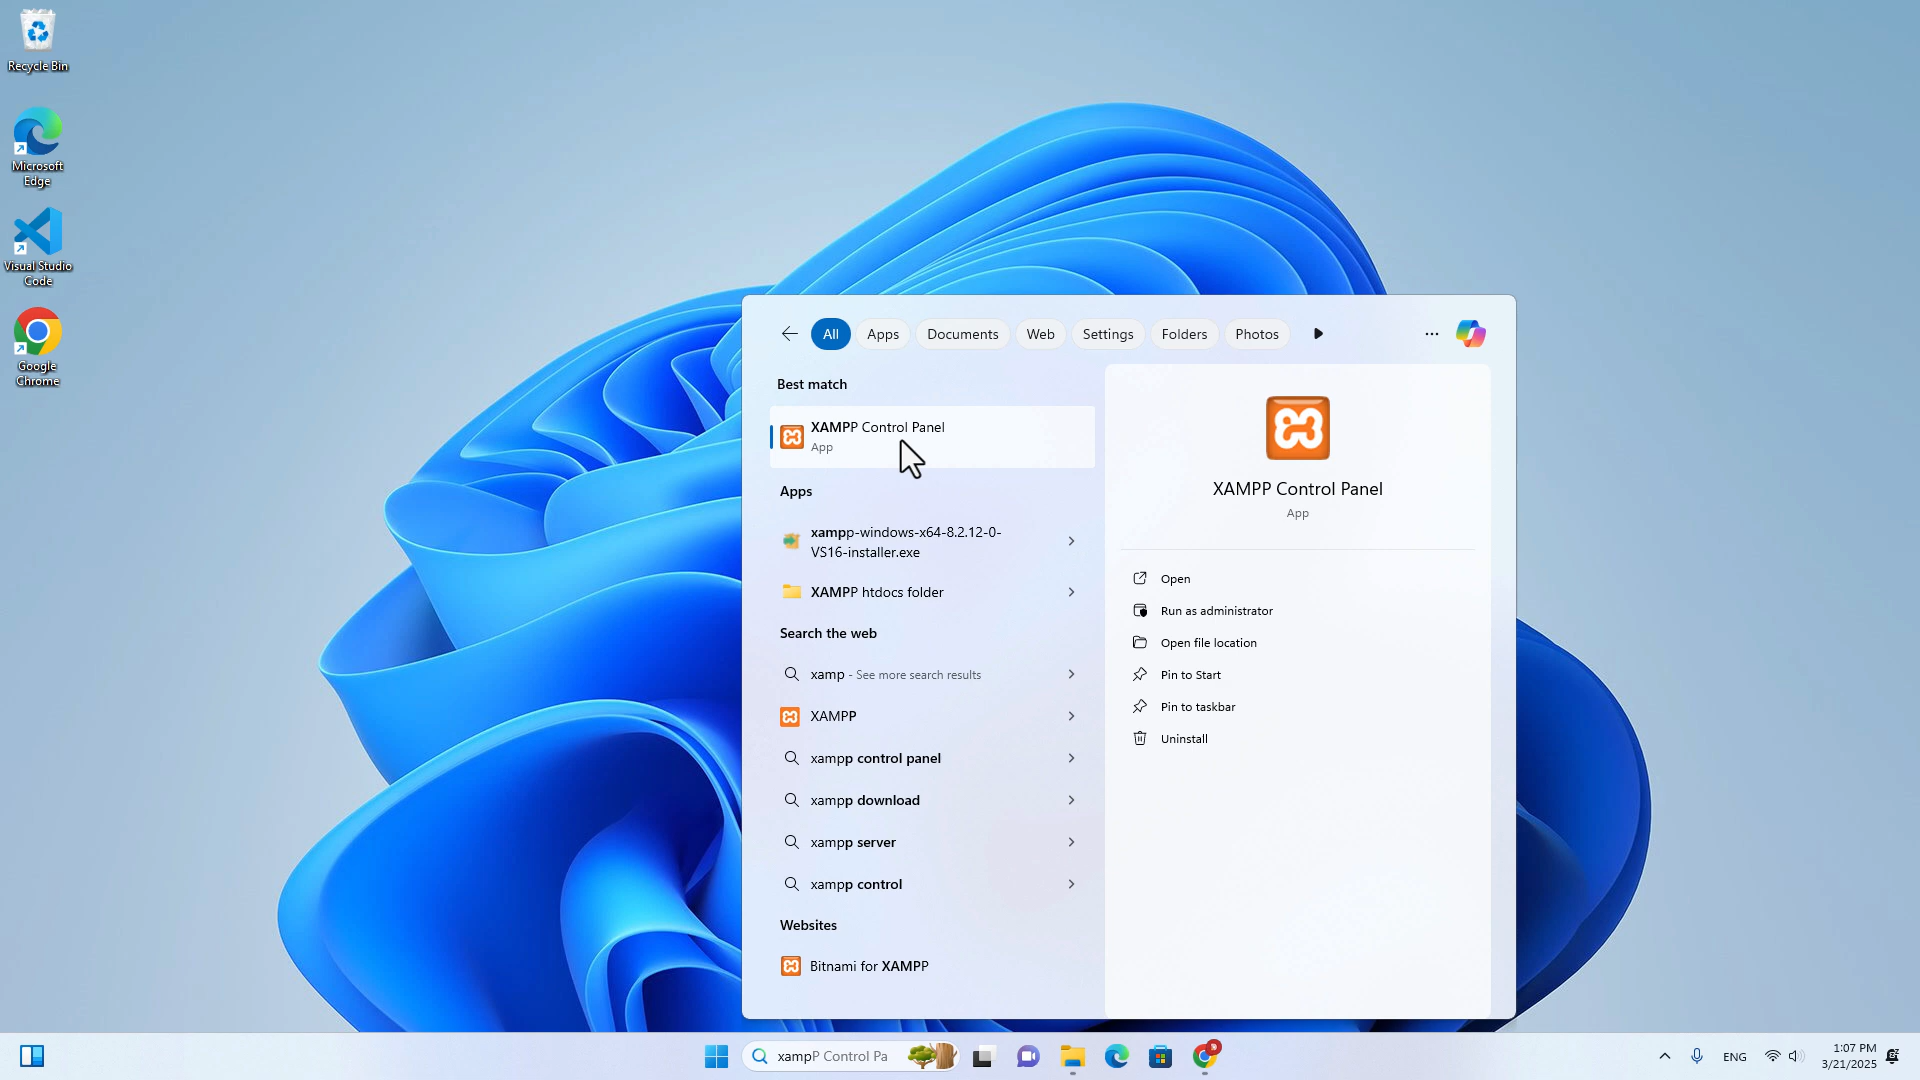 Recycle Bin
Microsoft
Edge
Visual Studio
Code
Google
Chrome
All
Apps
Documents
Web
Settings
Folders
Photos
Best match
XAMPP Control Panel
App
Apps
xampp-windows-x64-8.2.12-0-
VS16-installer.exe
XAMPP htdocs folder
Search the web
xamp - See more search results
XAMPP
xampp control panel
xampp download
xampp server
xampp control
Websites
Bitnami for XAMPP
XAMPP Control Panel
App
Open
Run as administrator
Open file location
Pin to Start
Pin to taskbar
Uninstall
xampP Control Pa
ENG
1:07 PM
3/21/2025